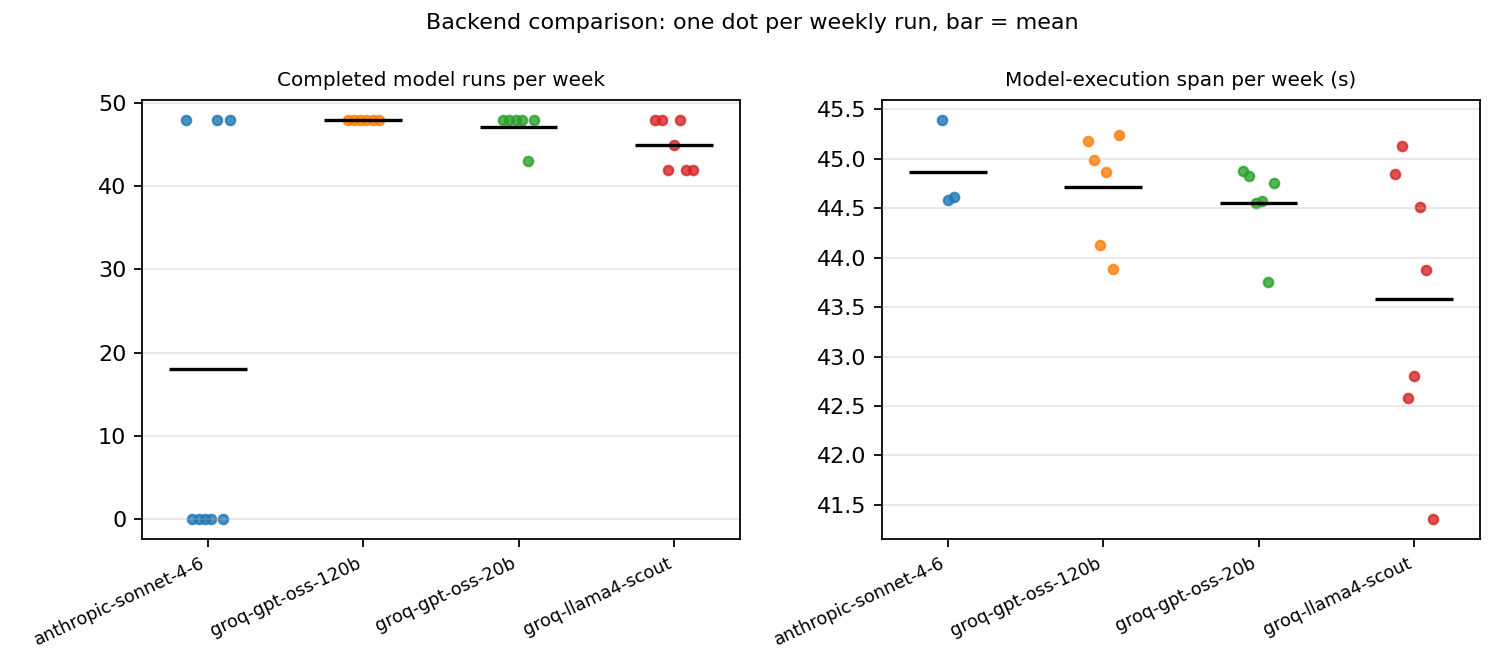 Backend comparison: one dot per weekly run, bar = mean
Completed model runs per week
50
40
30
20
10
0
anthropic-sonnet-4-6
groq-gpt-oss-120b
groq-gpt-oss-20b
groq-llama4-scout
Model-execution span per week (s)
45.5
45.0
44.5
44.0
43.5
43.0
42.5
42.0
41.5
anthropic-sonnet-4-6
groq-gpt-oss-120b
groq-gpt-oss-20b
groq-llama4-scout